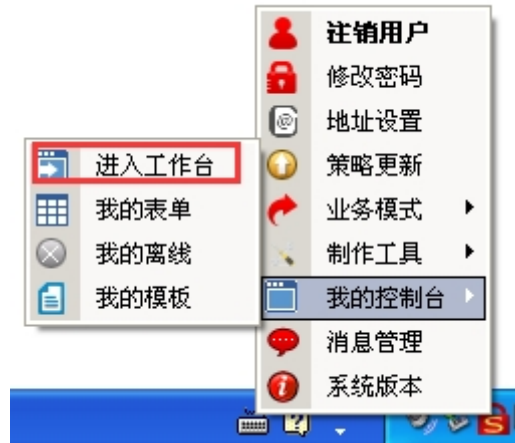 注销用户
修改密码
地址设置
策略更新
业务模式
制作工具
我的控制台
消息管理
系统版本
进入工作台
我的表单
我的离线
我的模板